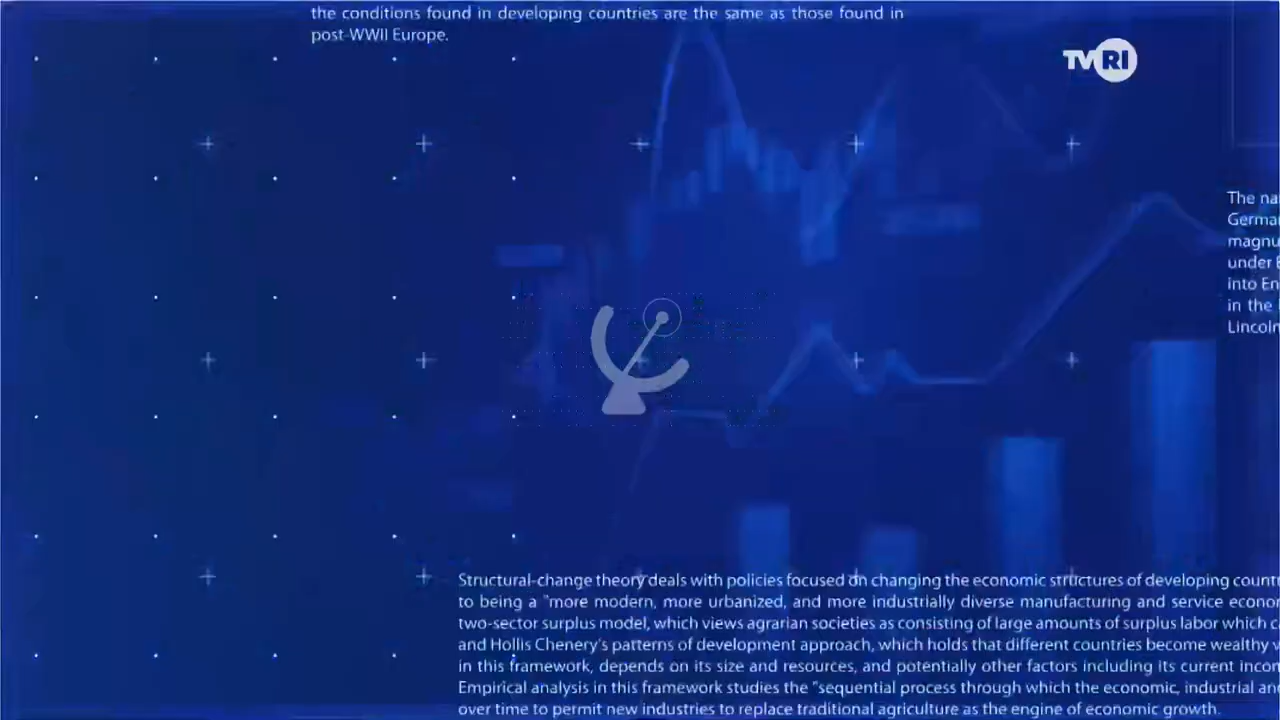 the conditions found in developing countries are the same as those found in
post-WWII Europe.
TVRI
The
Germa
magnu
under
into En
in the
Lincoln
Structural-change theory deals with policies focused on changing the economic structures of developing countr
to being a "more modern, more urbanized, and more industrially diverse manufacturing and service econo
two-sector surplus model, which views agrarian societies as consisting of large amounts of surplus labor which c
and Hollis Chenery's patterns of development approach, which holds that different countries become wealthy v
in this framework, depends on its size and resources, and potentially other factors including its current incom
Empirical analysis in this framework studies the "sequential process through which the economic, industrial and
over time to permit new industries to replace traditional agriculture as the engine of economic growth.